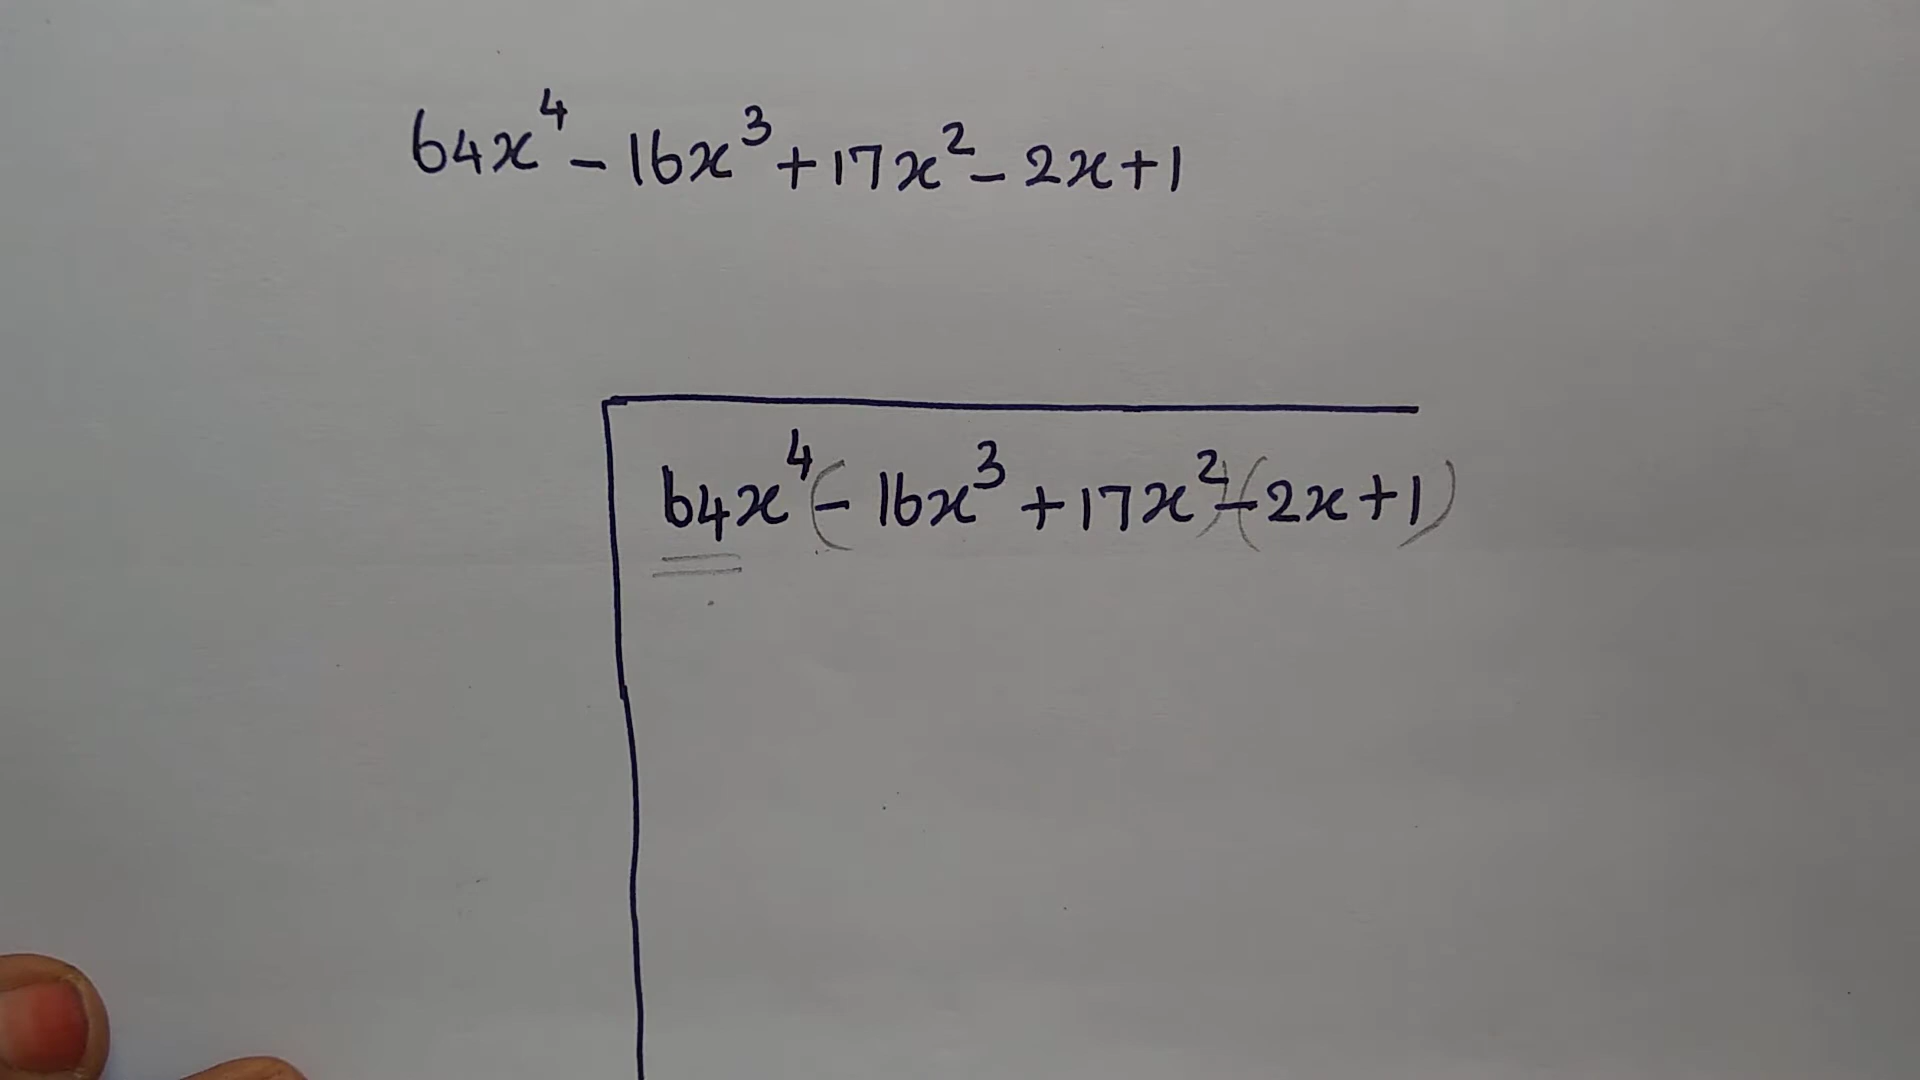 64x⁴ - 16x³ + 17x² - 2x + 1
64x⁴ (- 16x³ + 17x²) (- 2x + 1)